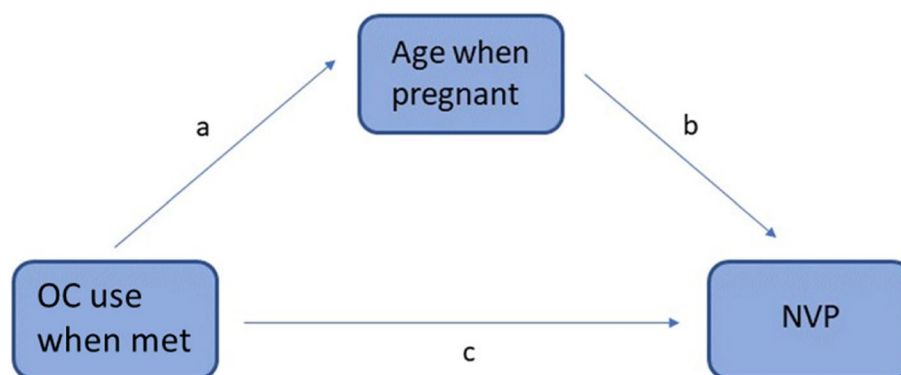 Age when
pregnant
a
b
OC use
when met
NVP
c